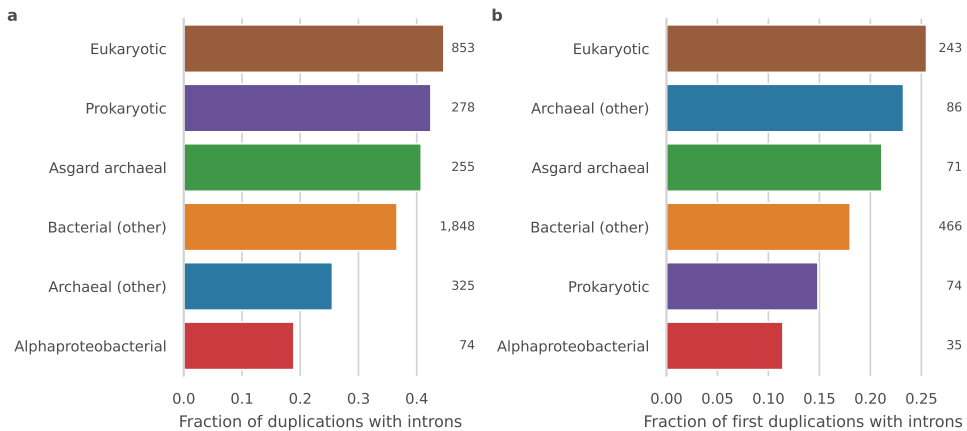 a
Eukaryotic 853
Prokaryotic 278
Asgard archaeal 255
Bacterial (other) 1,848
Archaeal (other) 325
Alphaproteobacterial 74
0.0 0.1 0.2 0.3 0.4
Fraction of duplications with introns
b
Eukaryotic 243
Archaeal (other) 86
Asgard archaeal 71
Bacterial (other) 466
Prokaryotic 74
Alphaproteobacterial 35
0.00 0.05 0.10 0.15 0.20 0.25
Fraction of first duplications with introns